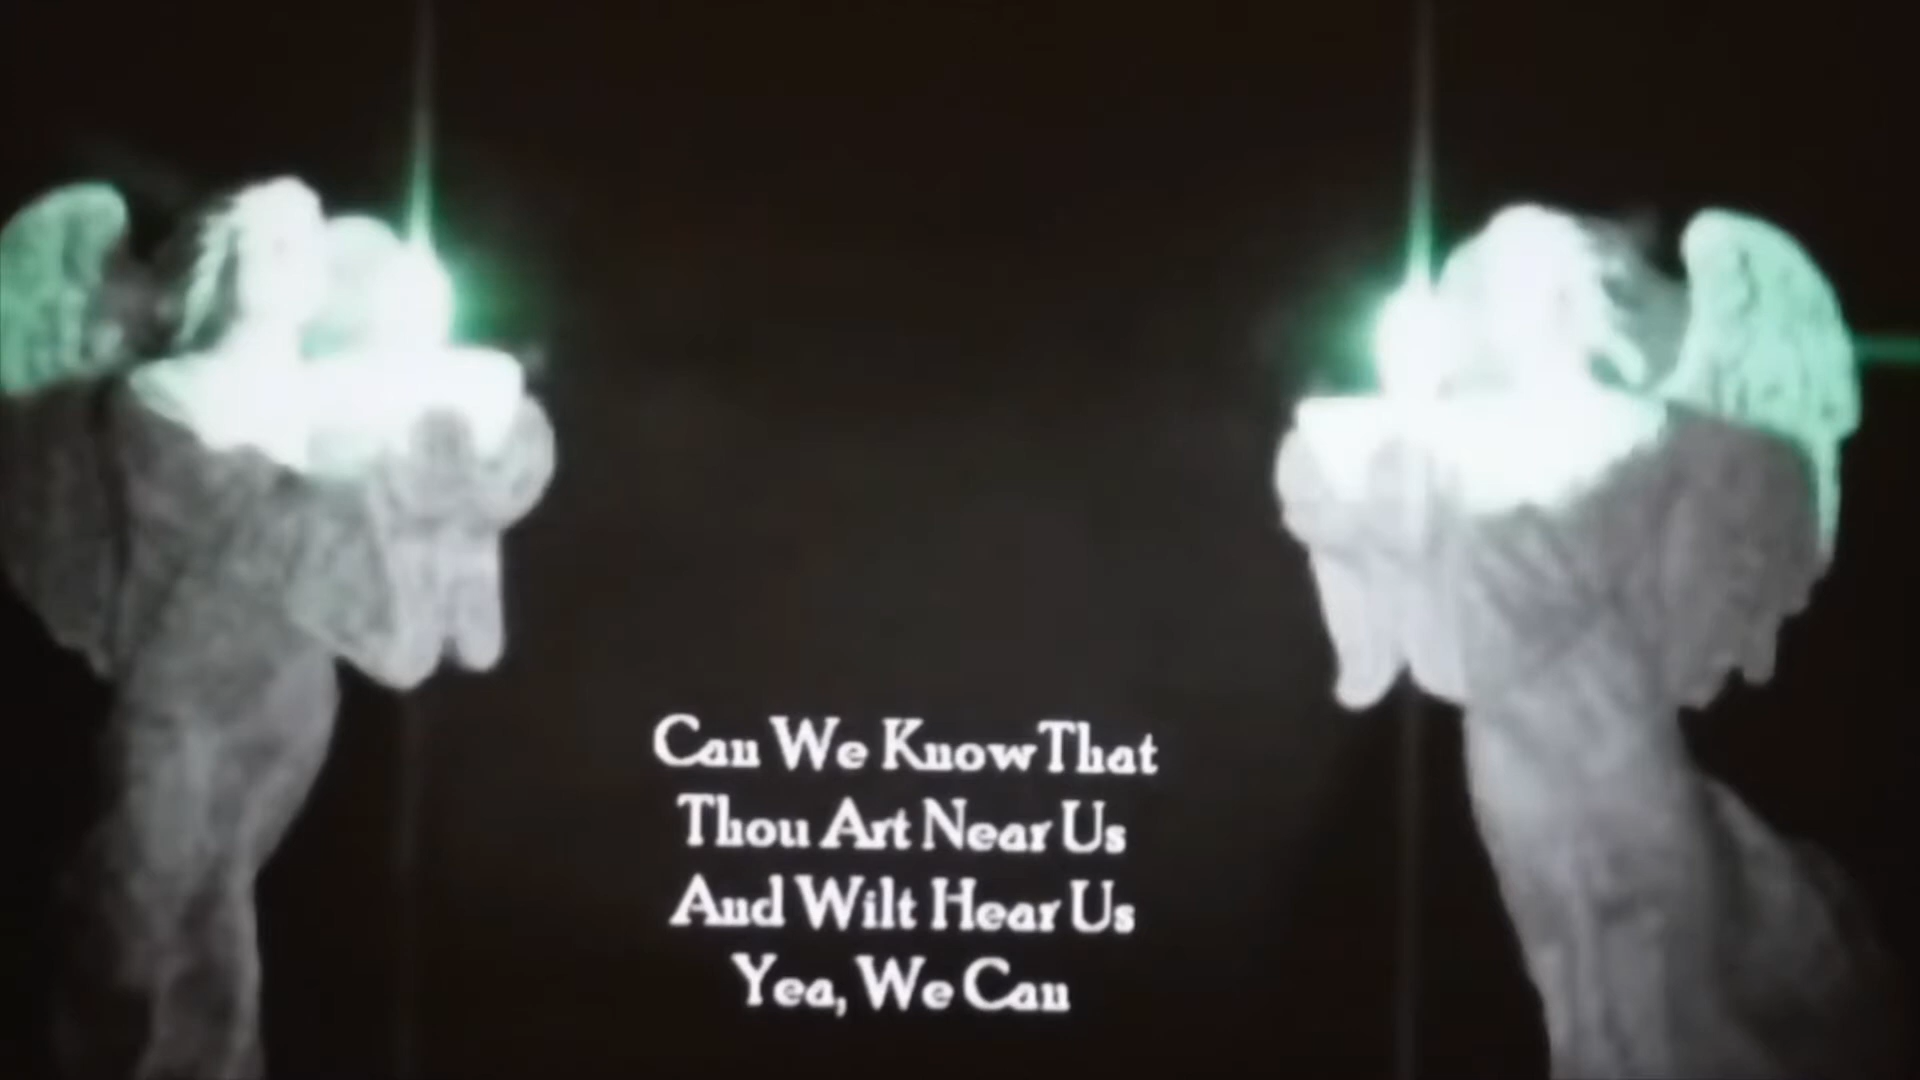 Can We Know That
Thou Art Near Us
And Wilt Hear Us
Yea, We Can